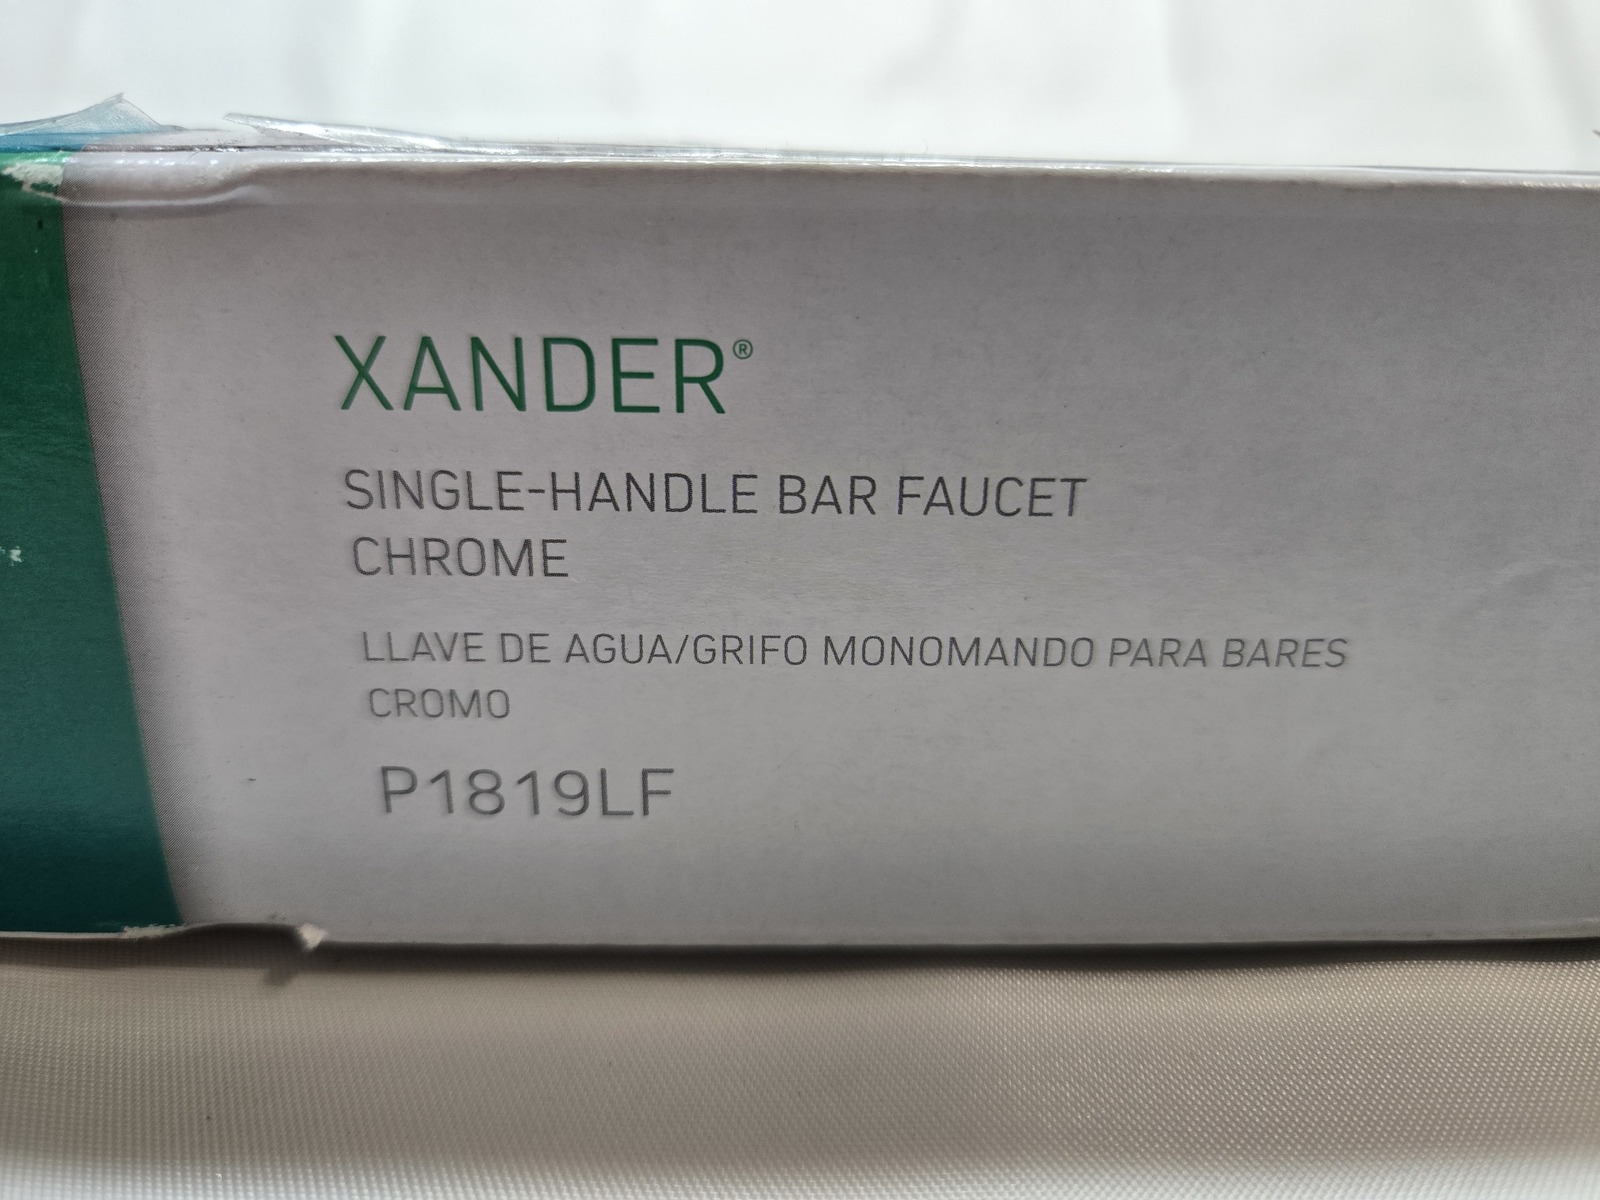 XANDER®
SINGLE-HANDLE BAR FAUCET
CHROME
LLAVE DE AGUA/GRIFO MONOMANDO PARA BARES
CROMO
P1819LF